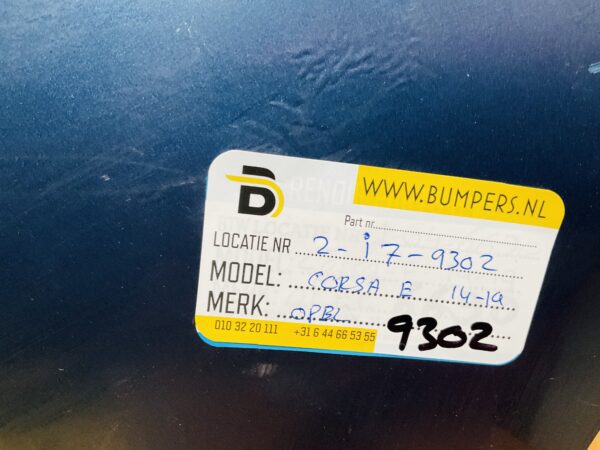 WWW.BUMPERS.NL
Part nr
LOCATIE NR 2-i7-9302
MODEL: CORSA E 14-19
MERK: OPEL
9302
010 32 20 111 +31 6 44 66 53 55